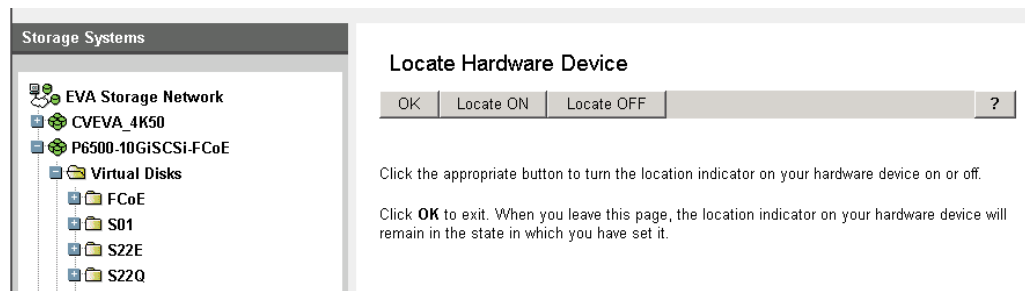 Storage Systems
EVA Storage Network
CVEVA_4K50
P6500-10GiSCSi-FCoE
Virtual Disks
FCoE
S01
S22E
S22Q
Locate Hardware Device
OK
Locate ON
Locate OFF
?
Click the appropriate button to turn the location indicator on your hardware device on or off.
Click OK to exit. When you leave this page, the location indicator on your hardware device will
remain in the state in which you have set it.